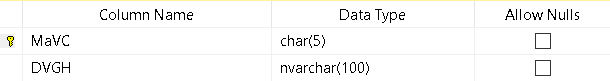 Column Name Data Type Allow Nulls
MaVC char(5)
DVGH nvarchar(100)